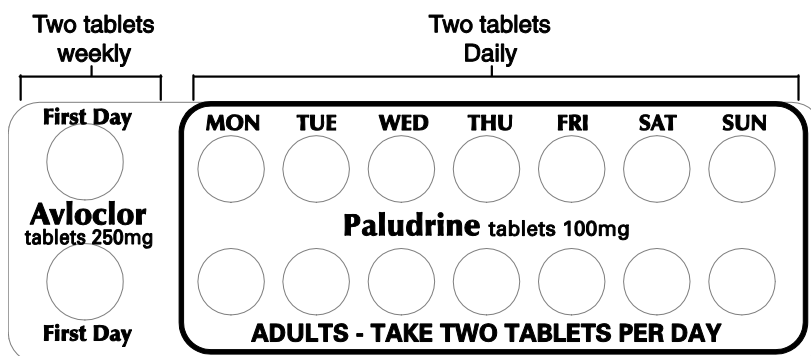 Two tablets
weekly
Two tablets
Daily
First Day
Avloclor
tablets 250mg
First Day
MON TUE WED THU FRI SAT SUN
Paludrine tablets 100mg
ADULTS - TAKE TWO TABLETS PER DAY